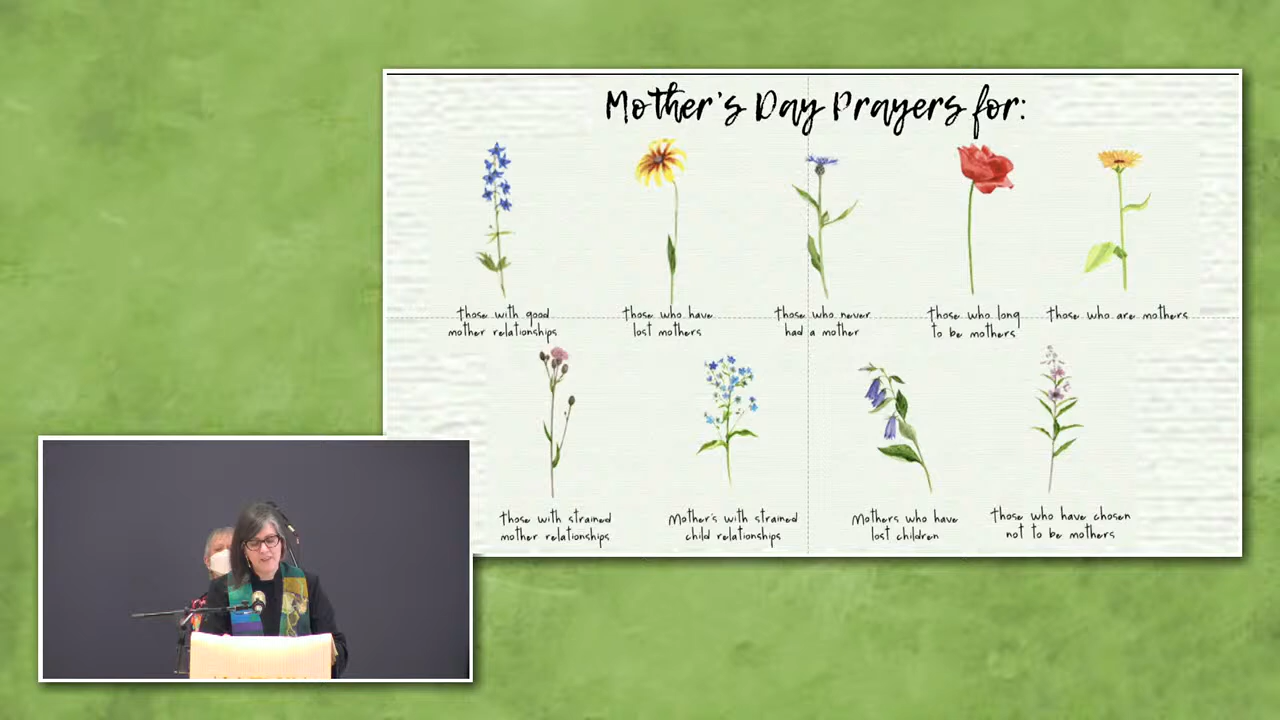 Mother's Day Prayers for:
those with good
mother relationships
those who have
lost mothers
those who never
had a mother
those who long
to be mothers
those who are mothers
those with strained
mother relationships
Mother's with strained
child relationships
Mothers who have
lost children
Those who have chosen
not to be mothers